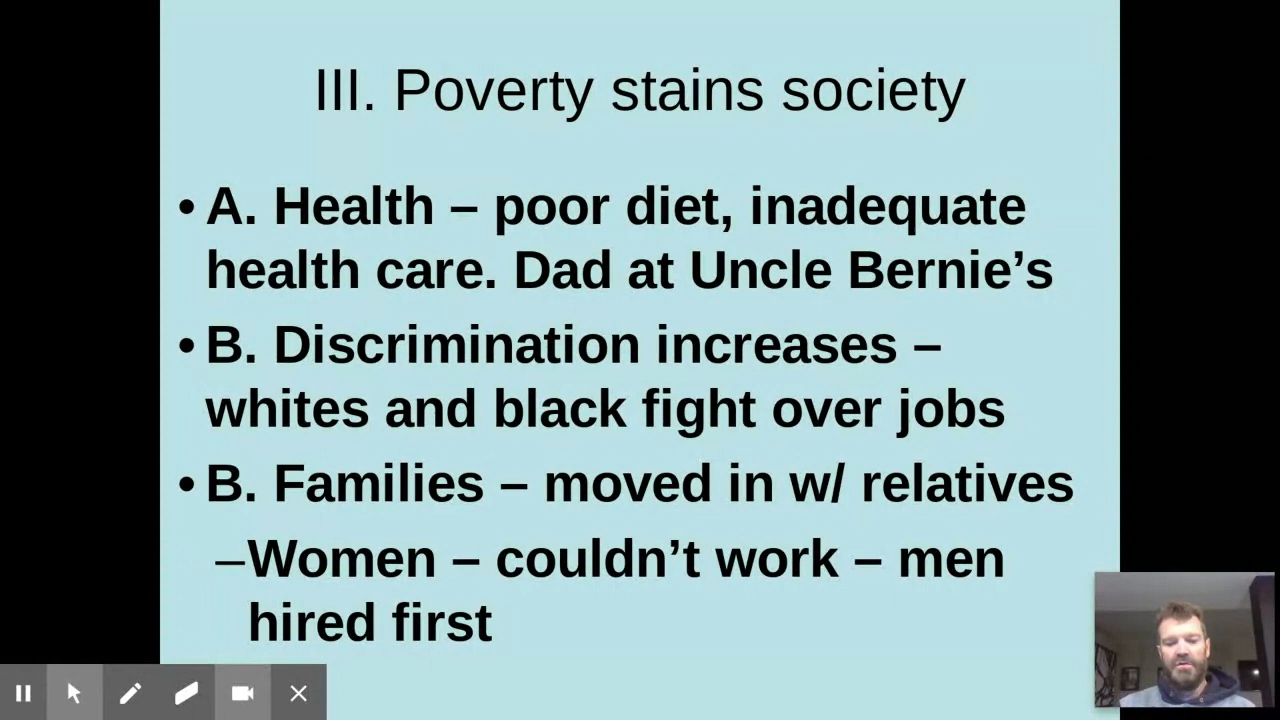 III. Poverty stains society
• A. Health – poor diet, inadequate
health care. Dad at Uncle Bernie’s
• B. Discrimination increases –
whites and black fight over jobs
• B. Families – moved in w/ relatives
–Women – couldn’t work – men
hired first